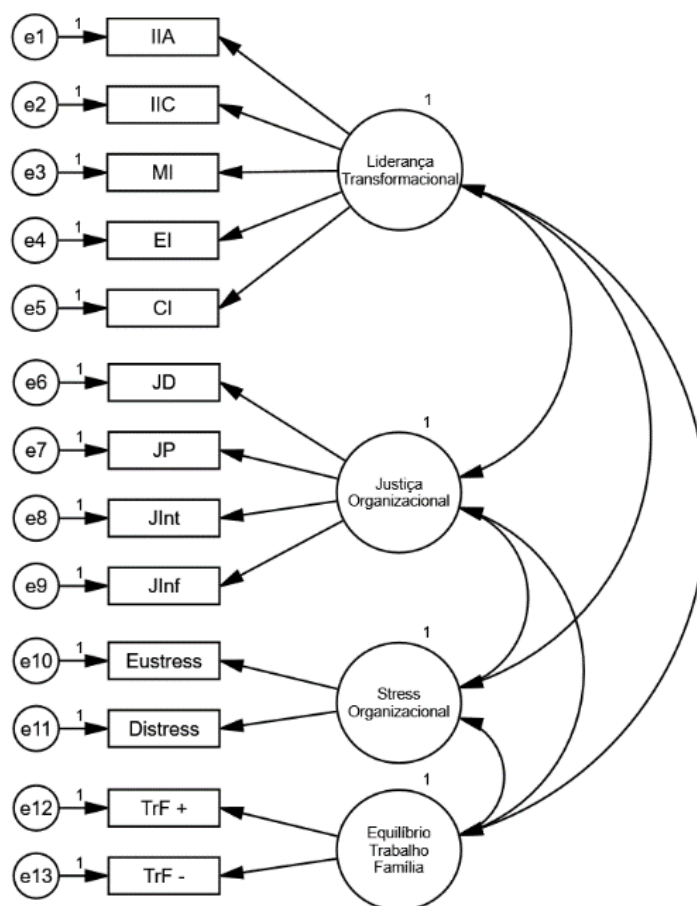 e1 1 IIA
e2 1 IIC
e3 1 MI
e4 1 EI
e5 1 CI
1
Liderança
Transformacional
e6 1 JD
e7 1 JP
e8 1 JInt
e9 1 JInf
1
Justiça
Organizacional
e10 1 Eustress
e11 1 Distress
1
Stress
Organizacional
e12 1 TrF +
e13 1 TrF -
1
Equilíbrio
Trabalho
Família